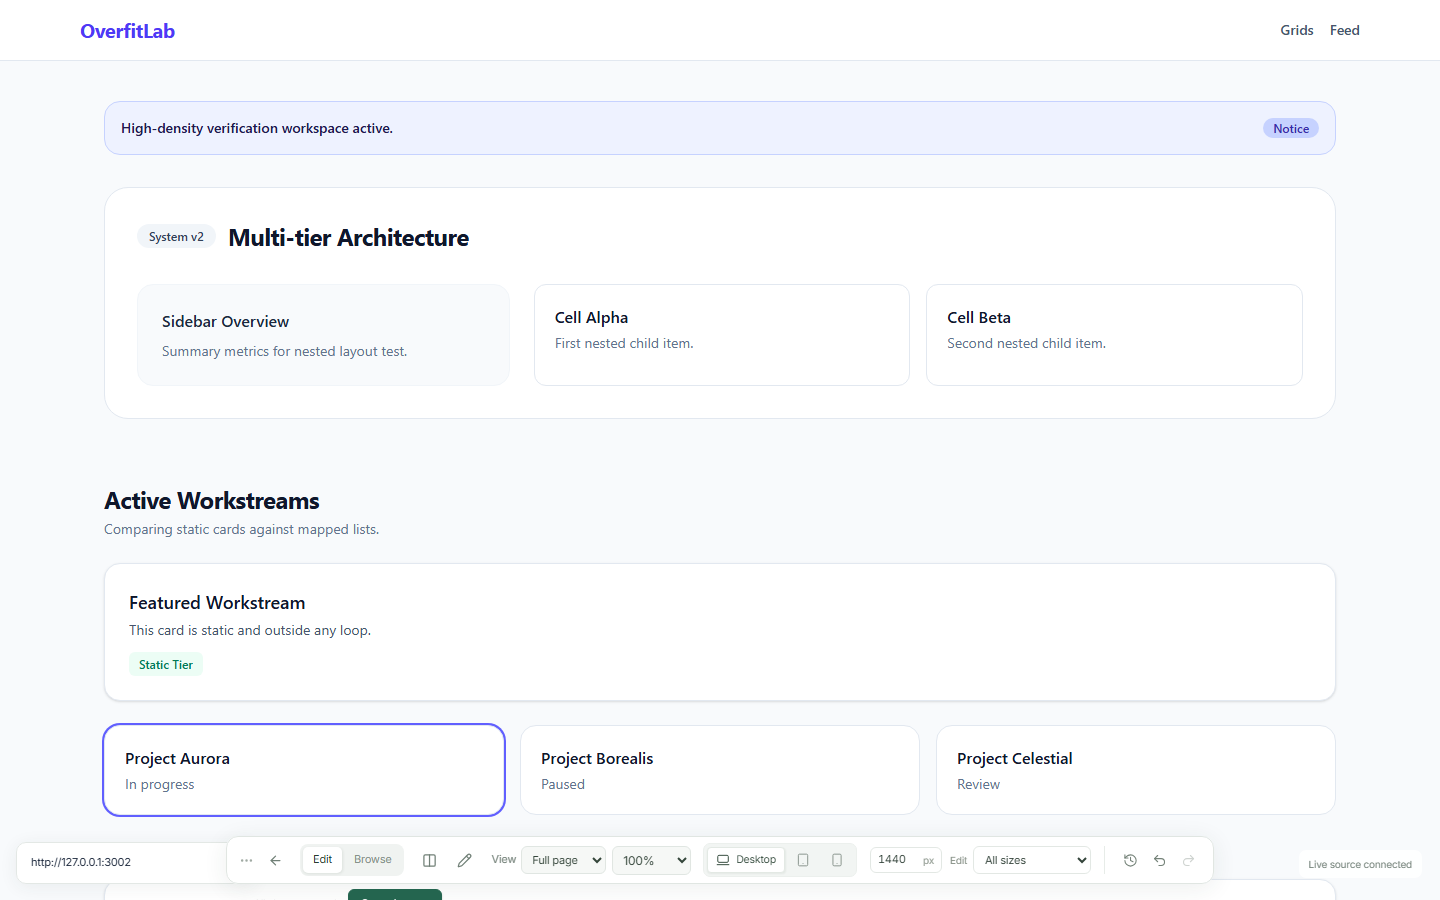 OverfitLab
Grids Feed
High-density verification workspace active.
Notice
System v2
Multi-tier Architecture
Sidebar Overview
Summary metrics for nested layout test.
Cell Alpha
First nested child item.
Cell Beta
Second nested child item.
Active Workstreams
Comparing static cards against mapped lists.
Featured Workstream
This card is static and outside any loop.
Static Tier
Project Aurora
In progress
Project Borealis
Paused
Project Celestial
Review
http://127.0.0.1:3002
Edit Browse View Full page 100% Desktop 1440 px Edit All sizes
Live source connected